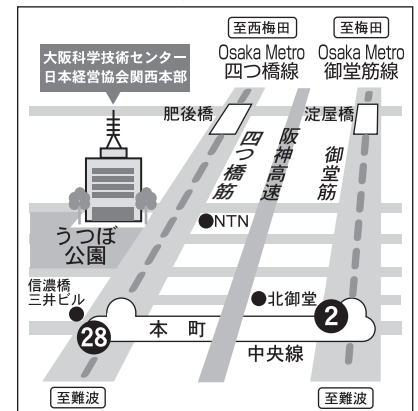 至西梅田
至梅田
Osaka Metro
四つ橋線
Osaka Metro
御堂筋線
大阪科学技術センター
日本経営協会関西本部
肥後橋
淀屋橋
四つ橋筋
阪神高速
御堂筋
NTN
うつぼ
公園
信濃橋
三井ビル
北御堂
2
28
本町
中央線
至難波
至難波